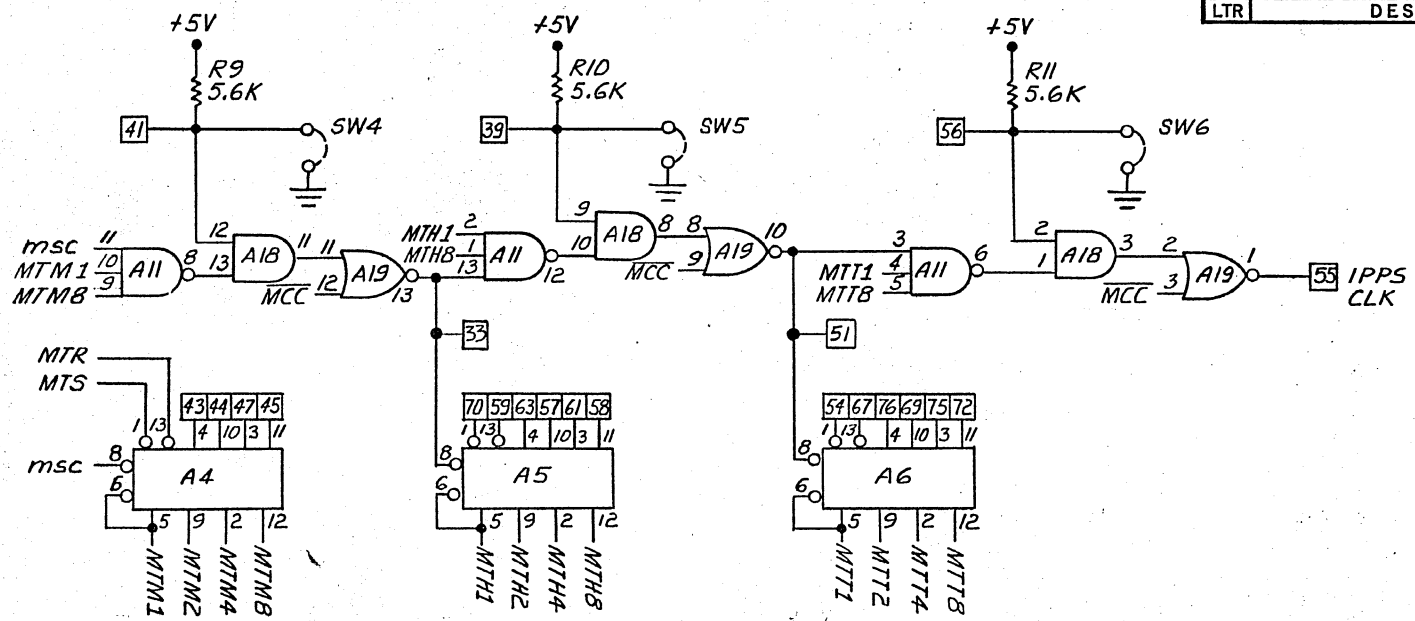 LTR DES
+5V +5V +5V
R9 5.6K
R10 5.6K
R11 5.6K
41 SW4
39 SW5
56 SW6
msc 11
MTM1 10
MTM8 9
A11 8
12
13
A18 11
11
M̅C̅C̅ 12
A19 13
MTH1 2
MTH8 1
13
A11 12
9
10
A18 8
8
M̅C̅C̅ 9
A19 10
3
MTT1 4
MTT8 5
A11 6
2
1
A18 3
2
M̅C̅C̅ 3
A19 1
55 1PPS
CLK
33
51
MTR
MTS
43 44 47 45
1 13 4 10 3 11
msc 8
6
A4
5 9 2 12
MTM1 MTM2 MTM4 MTM8
70 59 63 57 61 58
1 13 4 10 3 11
8
6
A5
5 9 2 12
MTH1 MTH2 MTH4 MTH8
54 67 76 69 75 72
1 13 4 10 3 11
8
6
A6
5 9 2 12
MTT1 MTT2 MTT4 MTT8